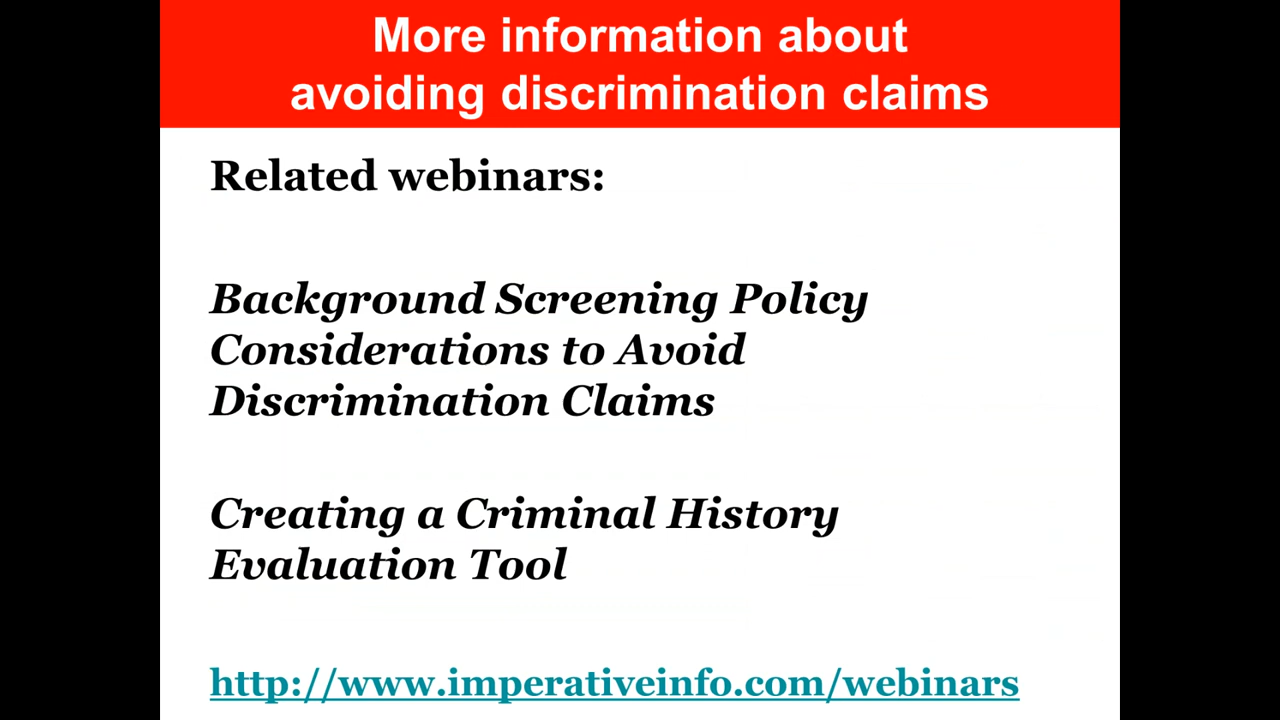 More information about
avoiding discrimination claims
Related webinars:
Background Screening Policy
Considerations to Avoid
Discrimination Claims
Creating a Criminal History
Evaluation Tool
http://www.imperativeinfo.com/webinars